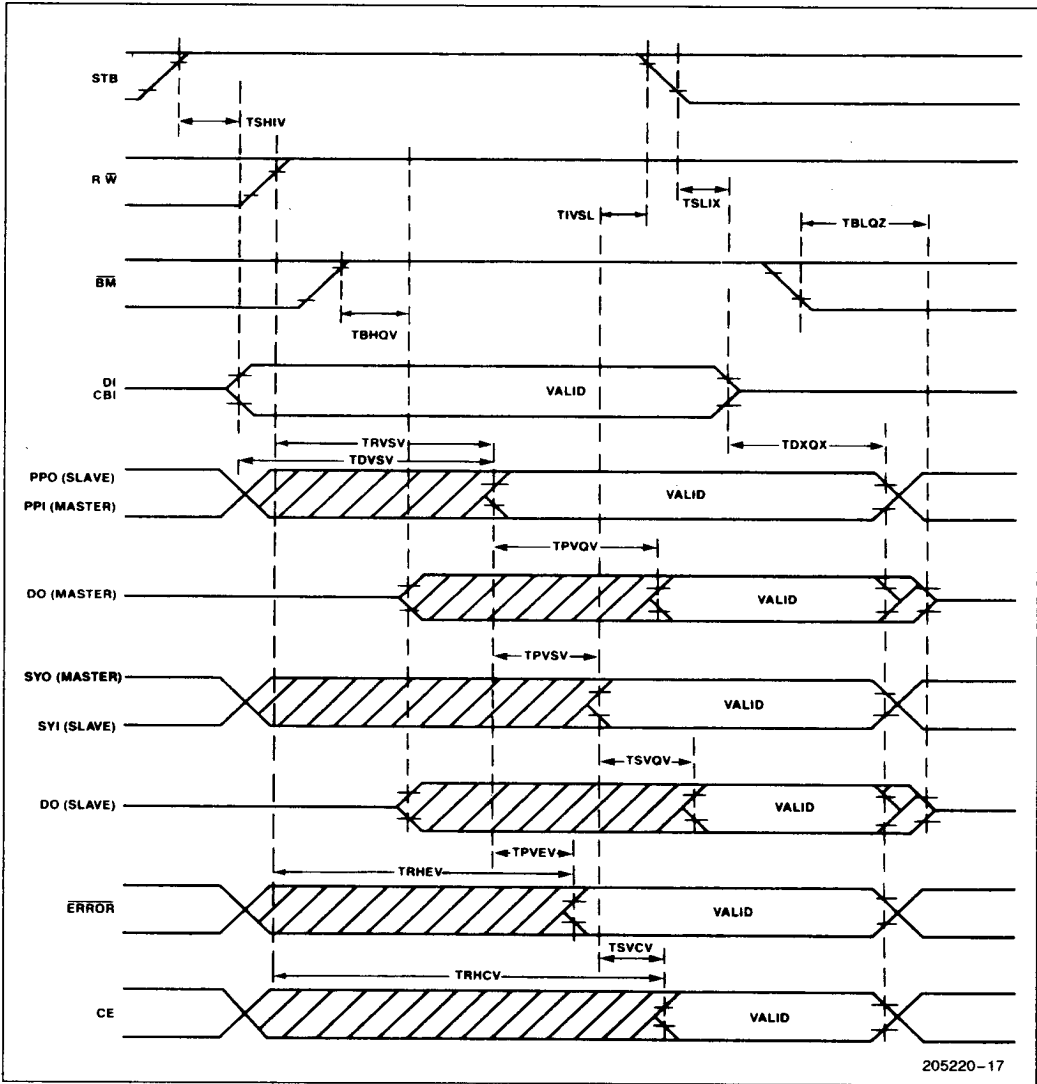 STB
TSHIV
R W̅
TIVSL
TSLIX
TBLQZ
B̅M̅
TBHQV
DI
CBI
VALID
TRVSV
TDVSV
TDXQX
PPO (SLAVE)
PPI (MASTER)
VALID
TPVQV
DO (MASTER)
VALID
TPVSV
SYO (MASTER)
SYI (SLAVE)
VALID
TSVQV
DO (SLAVE)
VALID
TPVEV
TRHEV
E̅R̅R̅O̅R̅
VALID
TSVCV
TRHCV
CE
VALID
205220–17